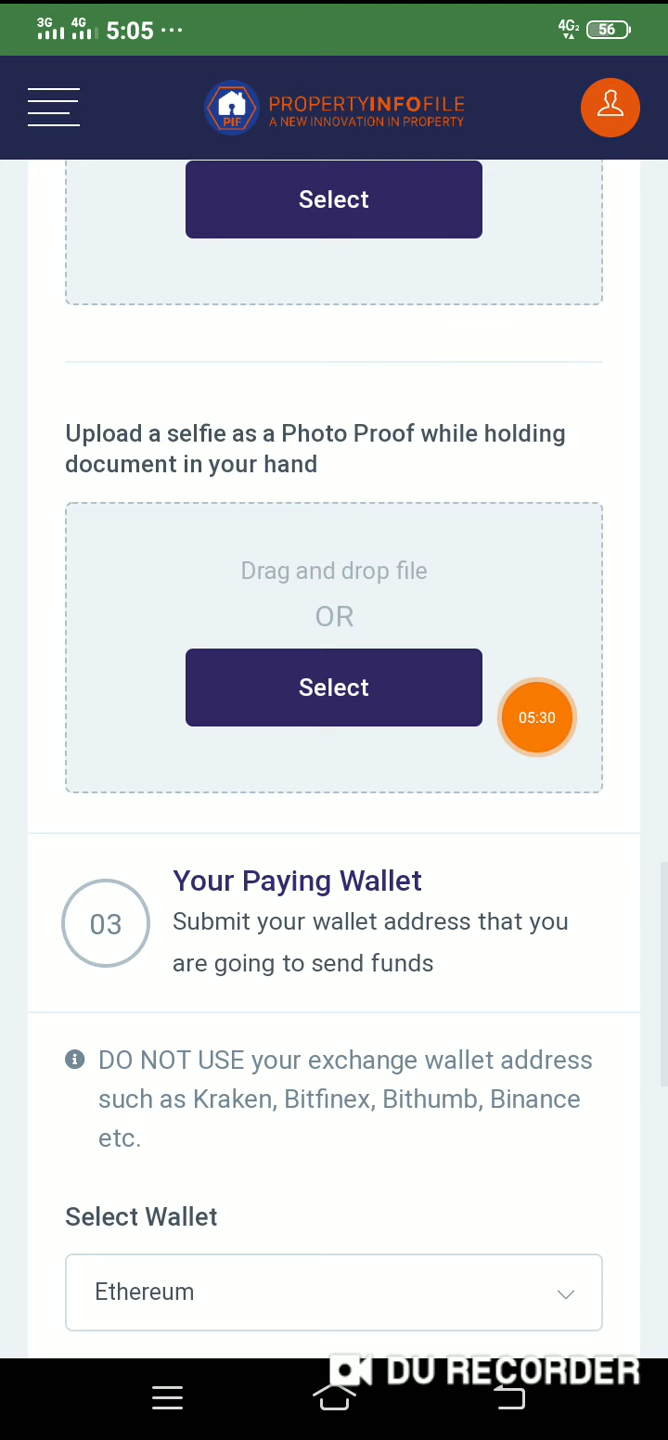 3G 4G 5:05 ... 4G2 56
PROPERTYINFOFILE
PIF A NEW INNOVATION IN PROPERTY
Select
Upload a selfie as a Photo Proof while holding
document in your hand
Drag and drop file
OR
Select
05:30
Your Paying Wallet
03 Submit your wallet address that you
are going to send funds
DO NOT USE your exchange wallet address
such as Kraken, Bitfinex, Bithumb, Binance
etc.
Select Wallet
Ethereum
DU RECORDER